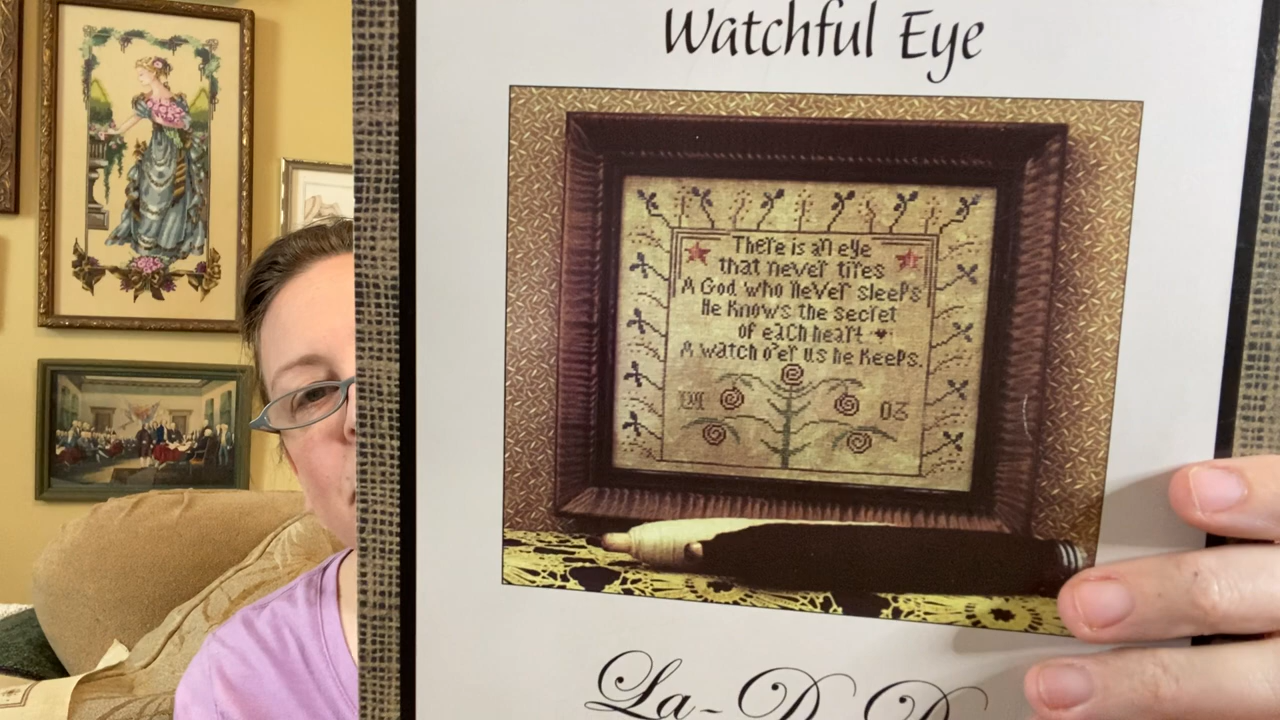 Watchful Eye
There is an eye
that never tires
A God who never sleeps
He Knows the secret
of each heart
A watch o'er us he Keeps.
03
La-D D